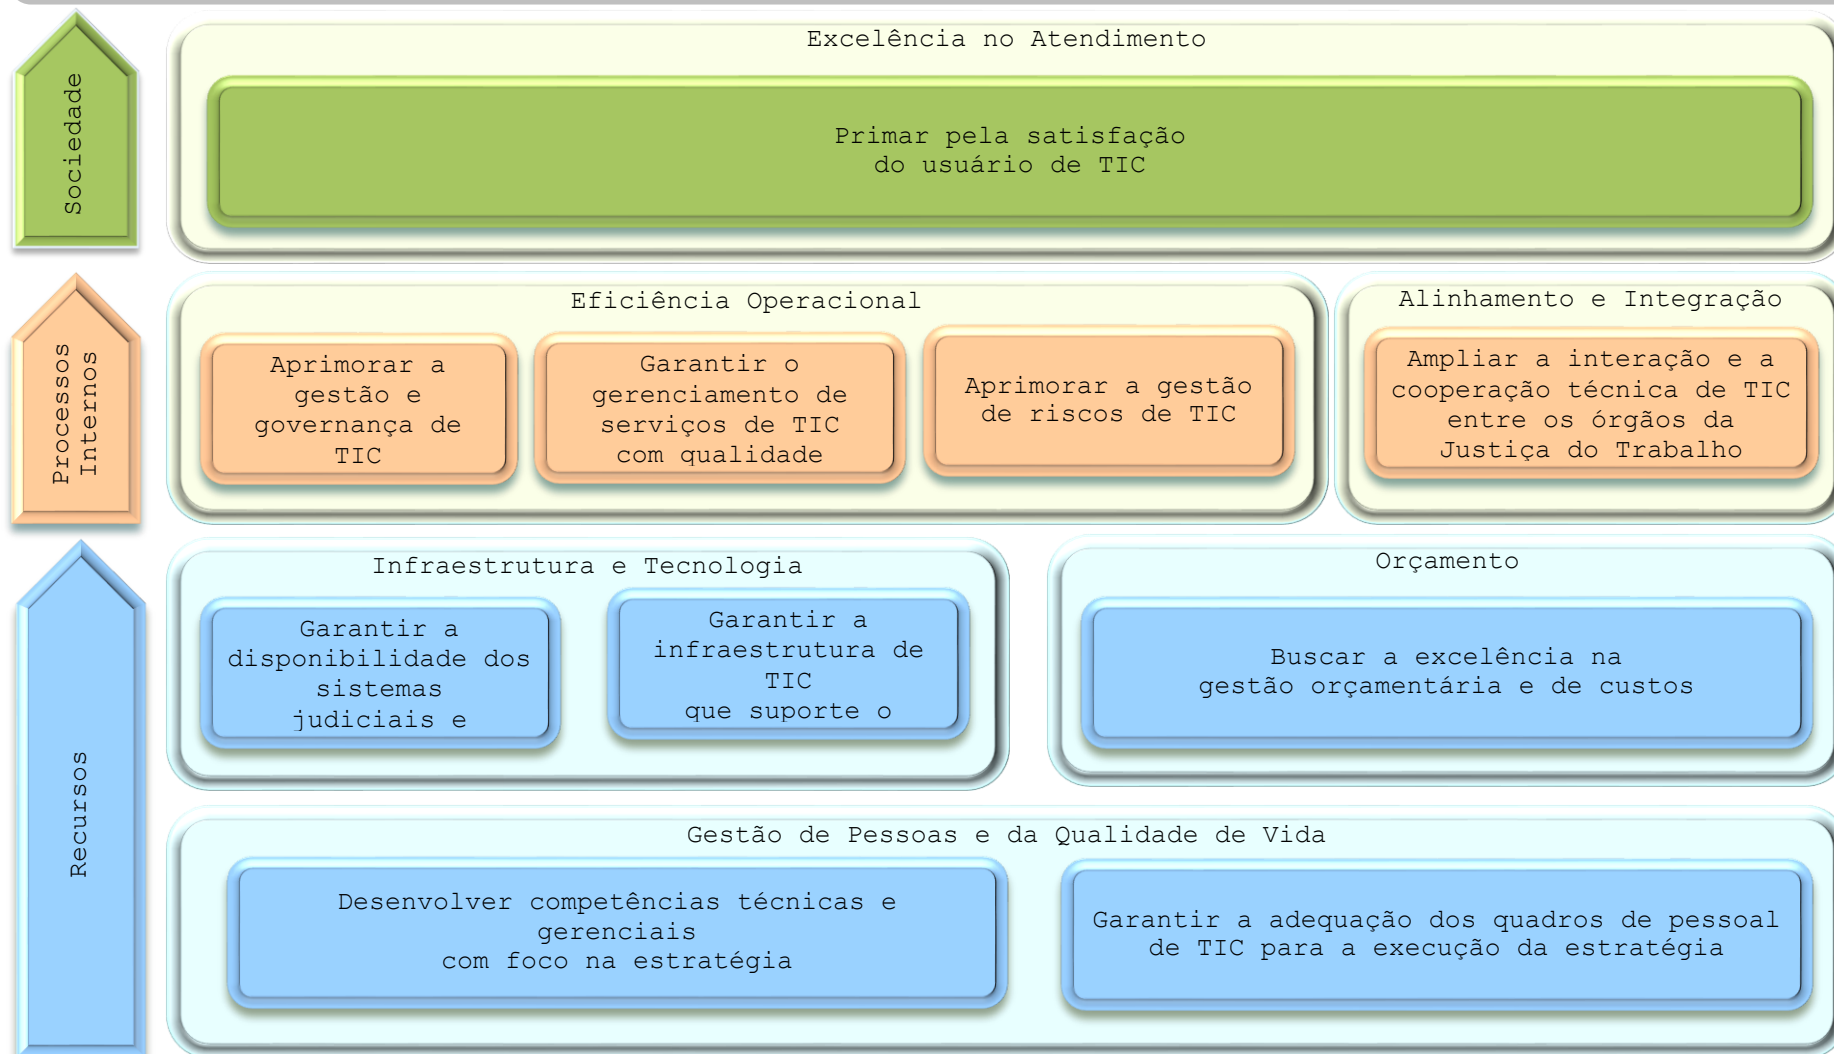 Sociedade
Excelência no Atendimento
Primar pela satisfação
do usuário de TIC
Processos
Internos
Eficiência Operacional
Aprimorar a
gestão e
governança de
TIC
Garantir o
gerenciamento de
serviços de TIC
com qualidade
Aprimorar a gestão
de riscos de TIC
Alinhamento e Integração
Ampliar a interação e a
cooperação técnica de TIC
entre os órgãos da
Justiça do Trabalho
Recursos
Infraestrutura e Tecnologia
Garantir a
disponibilidade dos
sistemas
judiciais e
Garantir a
infraestrutura de
TIC
que suporte o
Orçamento
Buscar a excelência na
gestão orçamentária e de custos
Gestão de Pessoas e da Qualidade de Vida
Desenvolver competências técnicas e
gerenciais
com foco na estratégia
Garantir a adequação dos quadros de pessoal
de TIC para a execução da estratégia